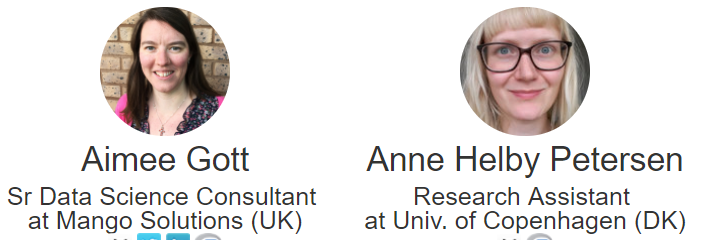 Aimee Gott
Sr Data Science Consultant
at Mango Solutions (UK)
Anne Helby Petersen
Research Assistant
at Univ. of Copenhagen (DK)